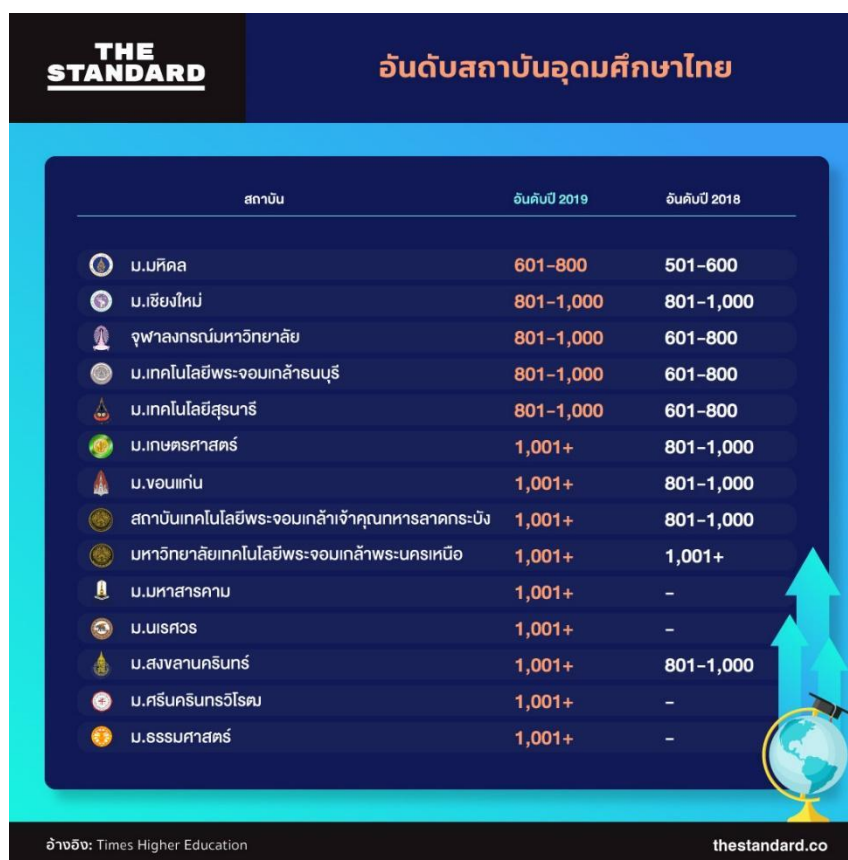 THE
STANDARD
อันดับสถาบันอุดมศึกษาไทย
สถาบัน อันดับปี 2019 อันดับปี 2018
ม.มหิดล 601-800 501-600
ม.เชียงใหม่ 801-1,000 801-1,000
จุฬาลงกรณ์มหาวิทยาลัย 801-1,000 601-800
ม.เทคโนโลยีพระจอมเกล้าธนบุรี 801-1,000 601-800
ม.เทคโนโลยีสุรนารี 801-1,000 601-800
ม.เกษตรศาสตร์ 1,001+ 801-1,000
ม.ขอนแก่น 1,001+ 801-1,000
สถาบันเทคโนโลยีพระจอมเกล้าเจ้าคุณทหารลาดกระบัง 1,001+ 801-1,000
มหาวิทยาลัยเทคโนโลยีพระจอมเกล้าพระนครเหนือ 1,001+ 1,001+
ม.มหาสารคาม 1,001+ -
ม.นเรศวร 1,001+ -
ม.สงขลานครินทร์ 1,001+ 801-1,000
ม.ศรีนครินทรวิโรฒ 1,001+ -
ม.ธรรมศาสตร์ 1,001+ -
อ้างอิง: Times Higher Education thestandard.co